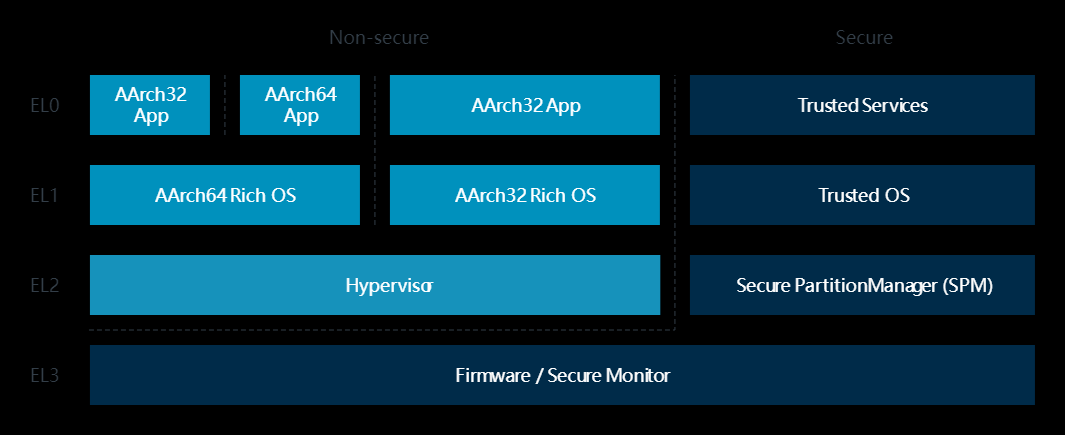 Non-secure
Secure
EL0
AArch32
App
AArch64
App
AArch32 App
Trusted Services
EL1
AArch64 Rich OS
AArch32 Rich OS
Trusted OS
EL2
Hypervisor
Secure PartitionManager (SPM)
EL3
Firmware / Secure Monitor